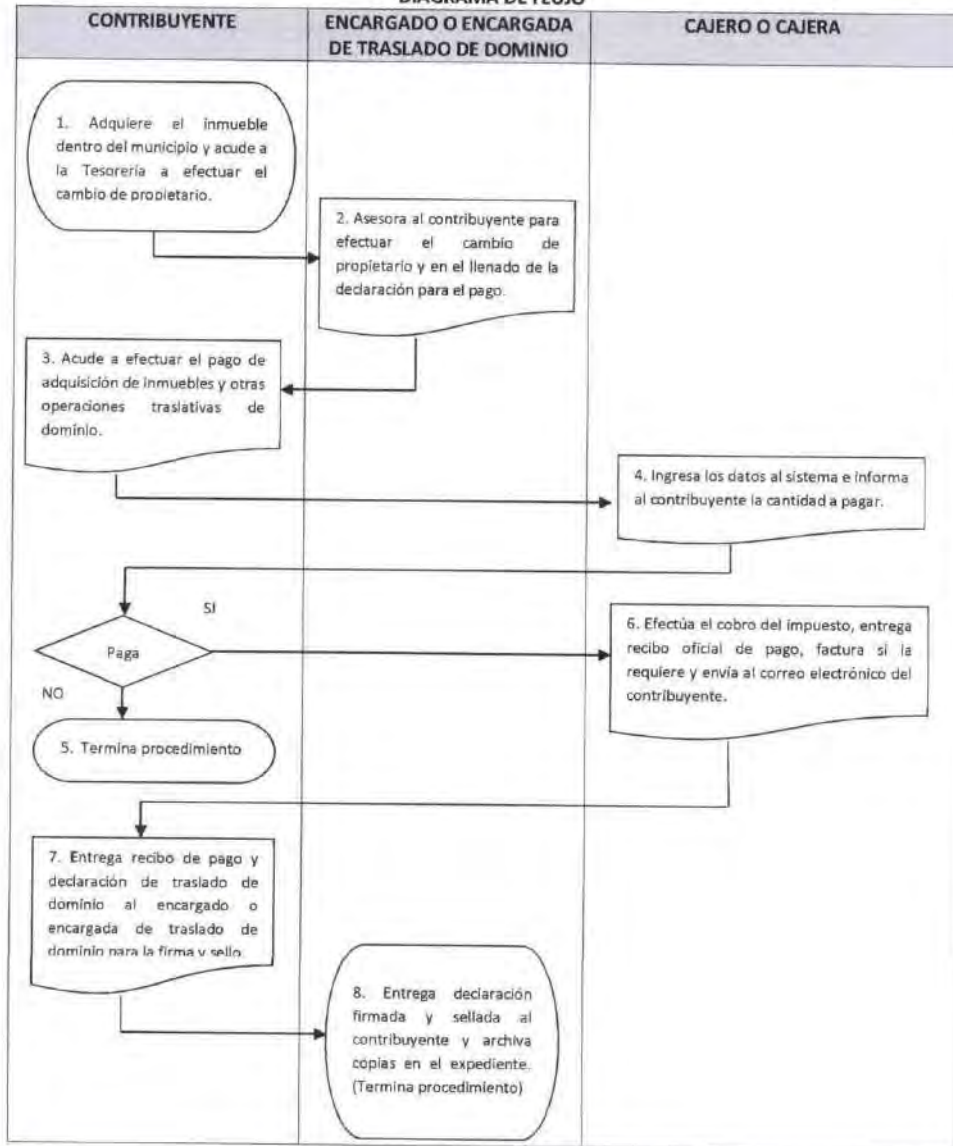 DIAGRAMA DE FLUJO
CONTRIBUYENTE
ENCARGADO O ENCARGADA
DE TRASLADO DE DOMINIO
CAJERO O CAJERA
1. Adquiere el inmueble
dentro del municipio y acude a
la Tesorería a efectuar el
cambio de propietario.
2. Asesora al contribuyente para
efectuar el cambio de
propietario y en el llenado de la
declaración para el pago.
3. Acude a efectuar el pago de
adquisición de inmuebles y otras
operaciones traslativas de
dominio.
4. Ingresa los datos al sistema e informa
al contribuyente la cantidad a pagar.
SI
Paga
NO
5. Termina procedimiento
6. Efectúa el cobro del impuesto, entrega
recibo oficial de pago, factura si la
requiere y envía al correo electrónico del
contribuyente.
7. Entrega recibo de pago y
declaración de traslado de
dominio al encargado o
encargada de traslado de
dominio para la firma y sello
8. Entrega declaración
firmada y sellada al
contribuyente y archiva
copias en el expediente.
(Termina procedimiento)